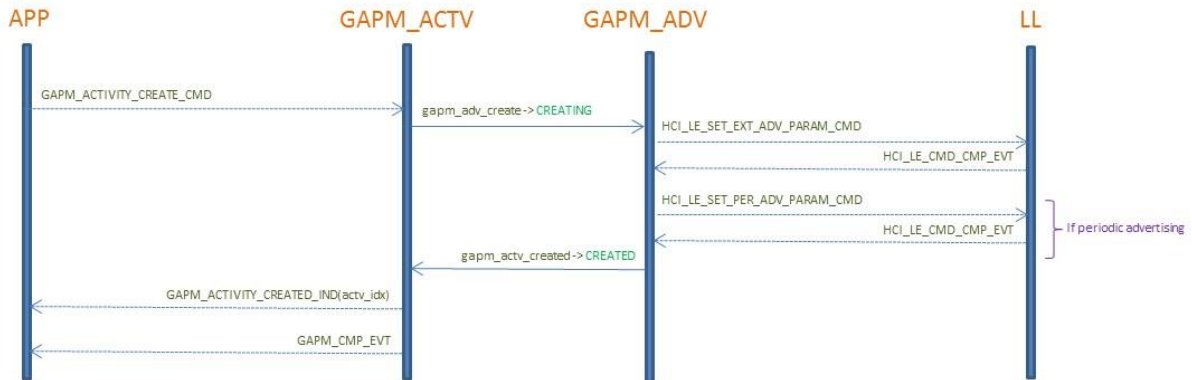 APP GAPM_ACTV GAPM_ADV LL
GAPM_ACTIVITY_CREATE_CMD
gapm_adv_create->CREATING
HCI_LE_SET_EXT_ADV_PARAM_CMD
HCI_LE_CMD_CMP_EVT
HCI_LE_SET_PER_ADV_PARAM_CMD
HCI_LE_CMD_CMP_EVT
If periodic advertising
gapm_actv_created->CREATED
GAPM_ACTIVITY_CREATED_IND(actv_idx)
GAPM_CMP_EVT